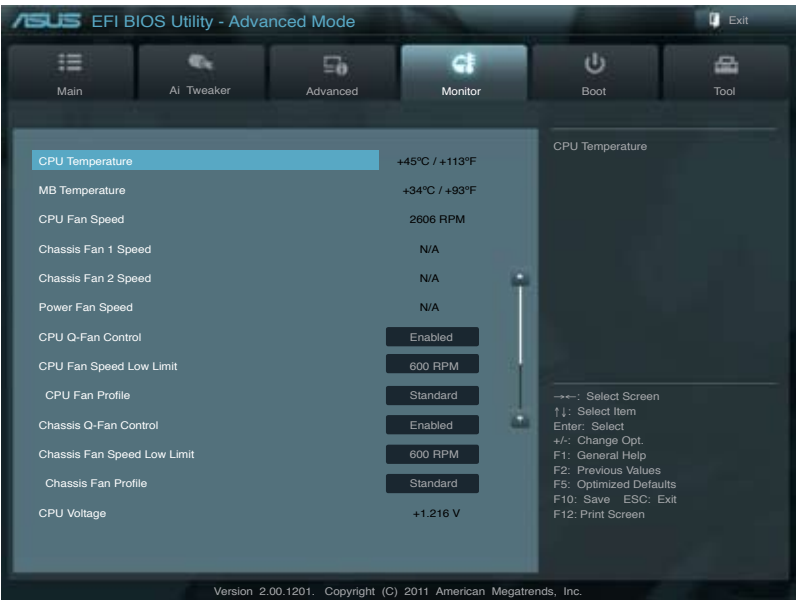 ASUS EFI BIOS Utility - Advanced Mode
Exit
Main
Ai Tweaker
Advanced
Monitor
Boot
Tool
CPU Temperature +45ºC / +113ºF
MB Temperature +34ºC / +93ºF
CPU Fan Speed 2606 RPM
Chassis Fan 1 Speed N/A
Chassis Fan 2 Speed N/A
Power Fan Speed N/A
CPU Q-Fan Control Enabled
CPU Fan Speed Low Limit 600 RPM
CPU Fan Profile Standard
Chassis Q-Fan Control Enabled
Chassis Fan Speed Low Limit 600 RPM
Chassis Fan Profile Standard
CPU Voltage +1.216 V
CPU Temperature
→←: Select Screen
↑↓: Select Item
Enter: Select
+/-: Change Opt.
F1: General Help
F2: Previous Values
F5: Optimized Defaults
F10: Save ESC: Exit
F12: Print Screen
Version 2.00.1201. Copyright (C) 2011 American Megatrends, Inc.